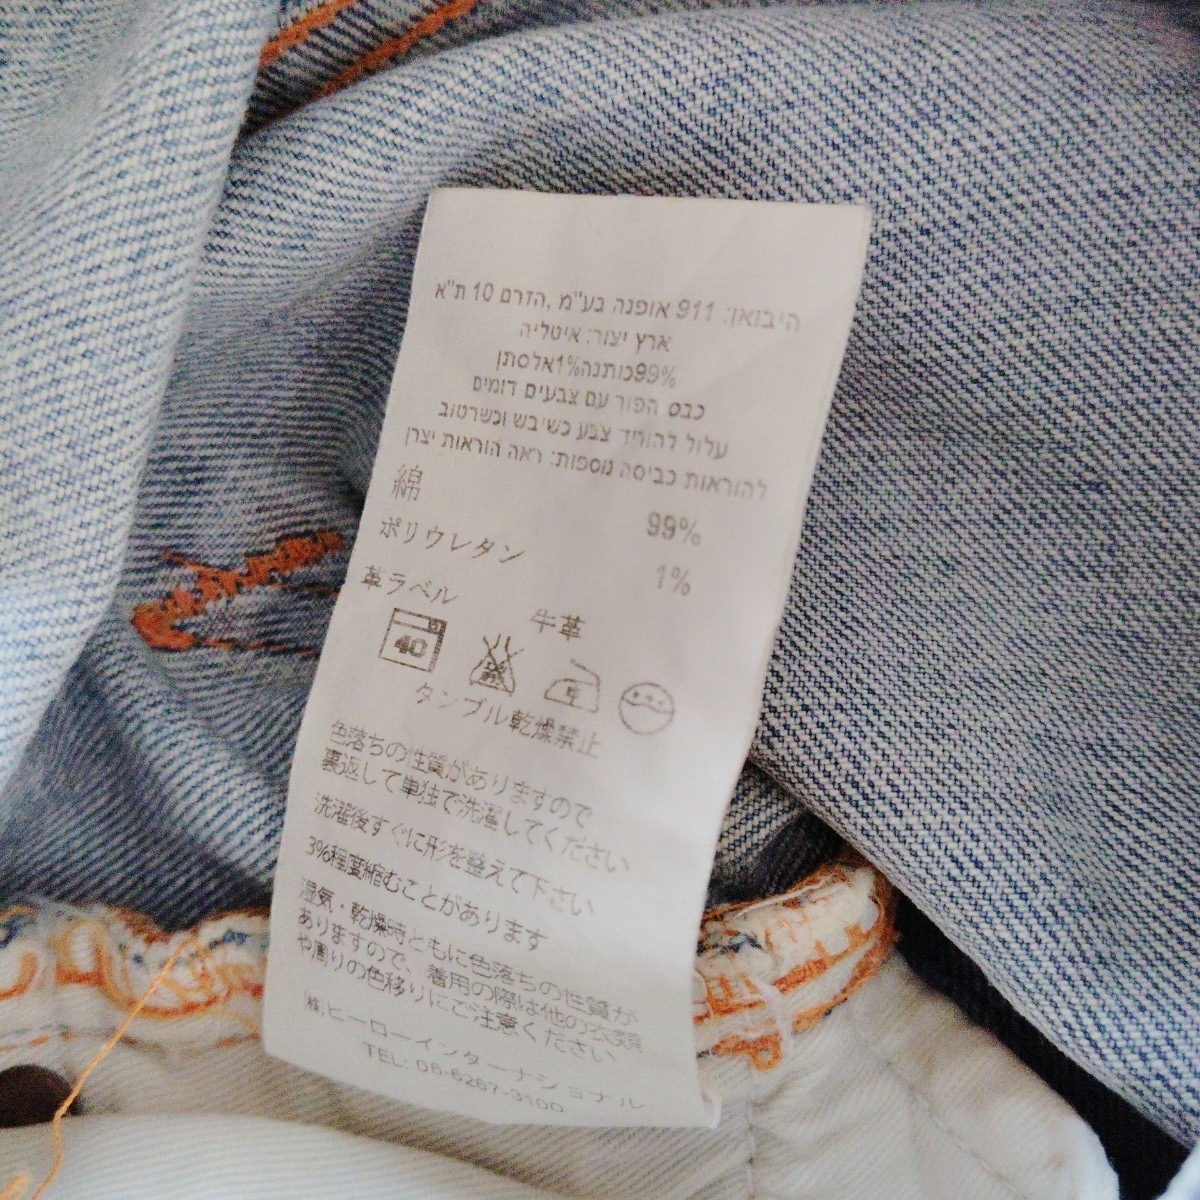 היבואן: 911 אופנה בע"מ, הדרם 10 ת"א
ארץ יצור: איטליה
99%כותנה1%אלסתן
כבס הפוך עם צבעים דומים
עלול להוריד צבע כשיבש וכשרטוב
להוראות כביסה נוספות: ראה הוראות יצרן
綿 99%
ポリウレタン 1%
革ラベル 牛革
40
タンブル乾燥禁止
色落ちの性質がありますので
裏返して単独で洗濯してください
洗濯後すぐに形を整えて下さい
3%程度縮むことがあります
湿気・乾燥時ともに色落ちの性質が
ありますので、着用の際は他の衣類
や周りの色移りにご注意ください
㈱ヒーローインターナショナル
TEL: 06-6267-3100